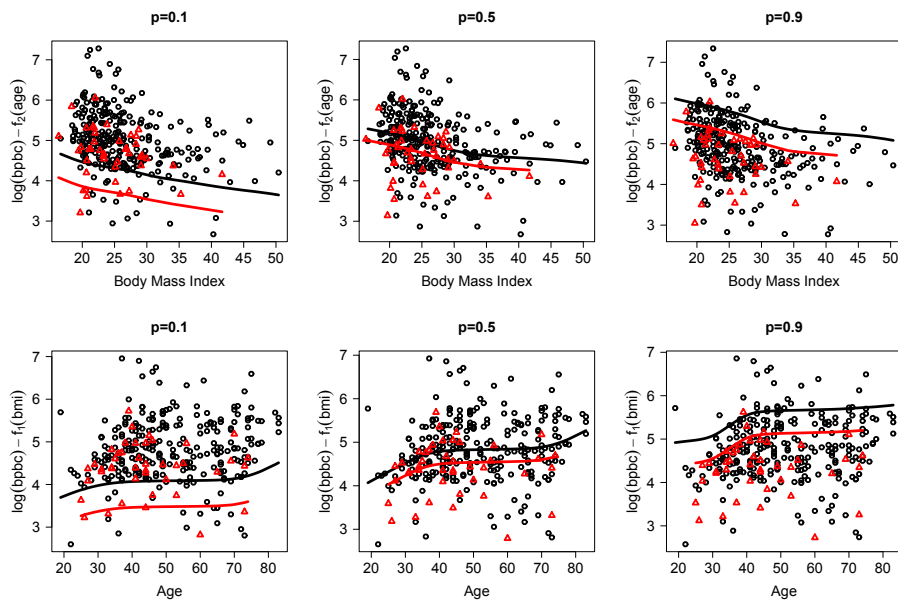 p=0.1
p=0.5
p=0.9
log(bpbc) − f₂(age)
7
6
5
4
3
20 25 30 35 40 45 50
Body Mass Index
log(bpbc) − f₂(age)
7
6
5
4
3
20 25 30 35 40 45 50
Body Mass Index
log(bpbc) − f₂(age)
7
6
5
4
3
20 25 30 35 40 45 50
Body Mass Index
p=0.1
p=0.5
p=0.9
log(bpbc) − f₁(bmi)
7
6
5
4
3
20 30 40 50 60 70 80
Age
log(bpbc) − f₁(bmi)
7
6
5
4
3
20 30 40 50 60 70 80
Age
log(bpbc) − f₁(bmi)
7
6
5
4
3
20 30 40 50 60 70 80
Age